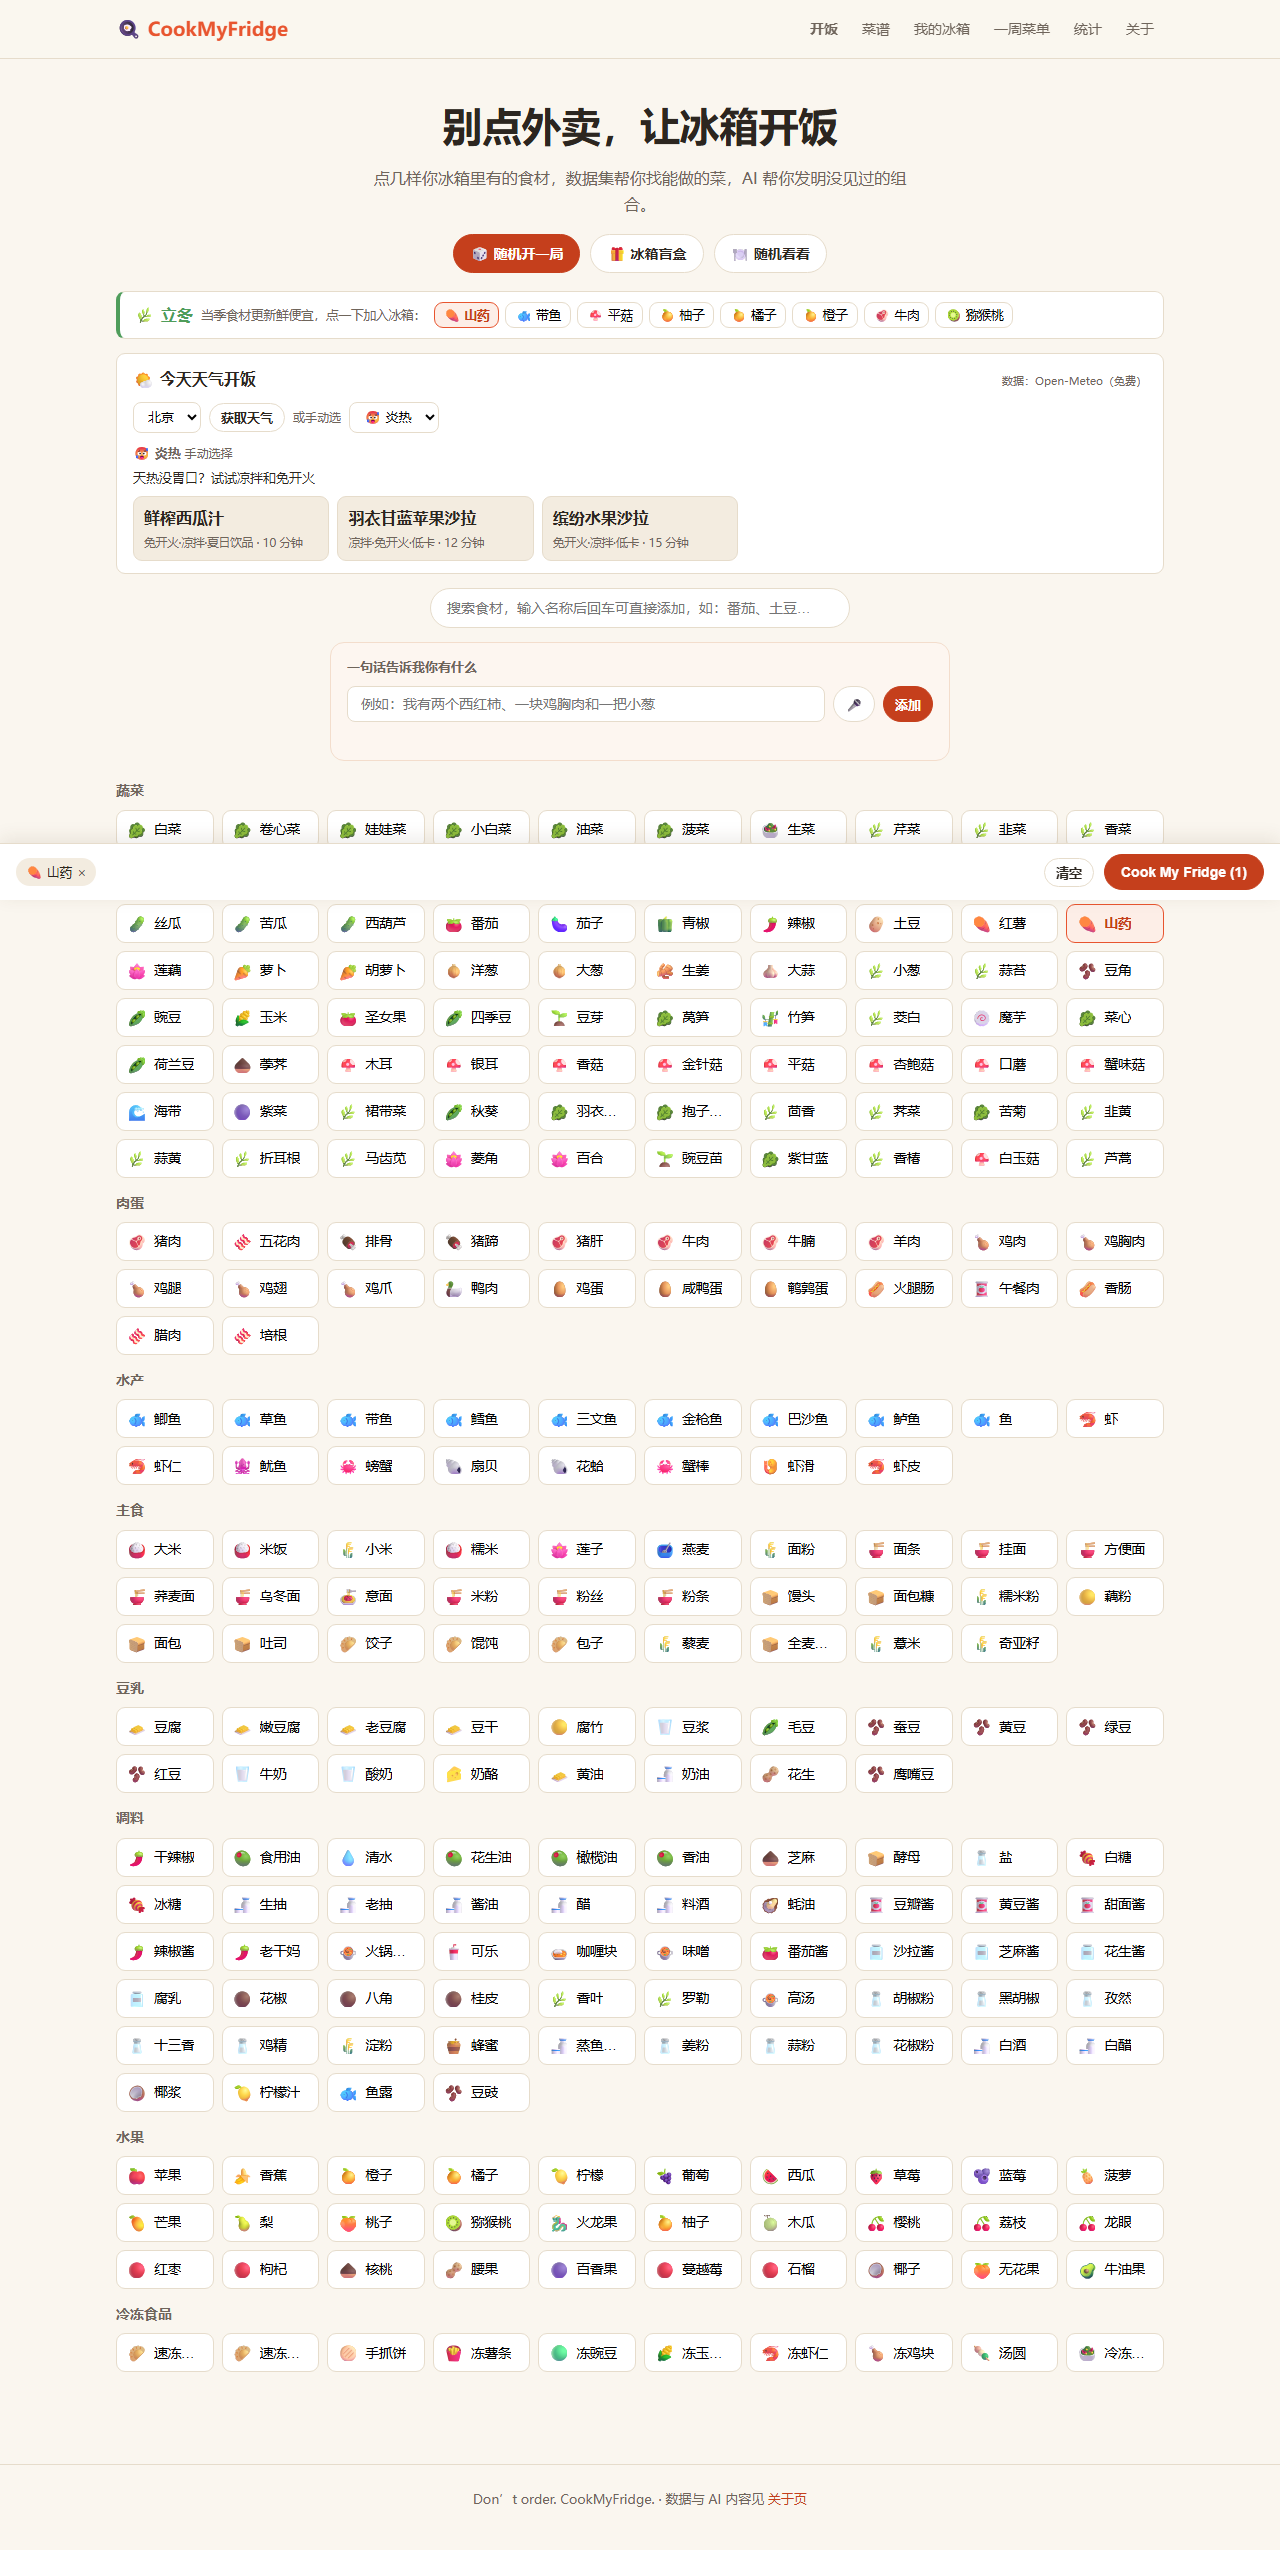 CookMyFridge
开饭 菜谱 我的冰箱 一周菜单 统计 关于
别点外卖，让冰箱开饭
点几样你冰箱里有的食材，数据集帮你找能做的菜，AI 帮你发明没见过的组
合。
随机开一局 冰箱盲盒 随机看看
立冬 当季食材更新鲜便宜，点一下加入冰箱： 山药 带鱼 平菇 柚子 橘子 橙子 牛肉 猕猴桃
今天天气开饭 数据：Open-Meteo（免费）
北京 获取天气 或手动选 炎热
炎热 手动选择
天热没胃口？试试凉拌和免开火
鲜榨西瓜汁 羽衣甘蓝苹果沙拉 缤纷水果沙拉
免开火·凉拌·夏日饮品 · 10 分钟 凉拌·免开火·低卡 · 12 分钟 免开火·凉拌·低卡 · 15 分钟
搜索食材，输入名称后回车可直接添加，如：番茄、土豆…
一句话告诉我你有什么
例如：我有两个西红柿、一块鸡胸肉和一把小葱 添加
蔬菜
白菜 卷心菜 娃娃菜 小白菜 油菜 菠菜 生菜 芹菜 韭菜 香菜
山药 × 清空 Cook My Fridge (1)
丝瓜 苦瓜 西葫芦 番茄 茄子 青椒 辣椒 土豆 红薯 山药
莲藕 萝卜 胡萝卜 洋葱 大葱 生姜 大蒜 小葱 蒜苔 豆角
豌豆 玉米 圣女果 四季豆 豆芽 莴笋 竹笋 茭白 魔芋 菜心
荷兰豆 荸荠 木耳 银耳 香菇 金针菇 平菇 杏鲍菇 口蘑 蟹味菇
海带 紫菜 裙带菜 秋葵 羽衣… 抱子… 茴香 荠菜 苦菊 韭黄
蒜黄 折耳根 马齿苋 菱角 百合 豌豆苗 紫甘蓝 香椿 白玉菇 芦蒿
肉蛋
猪肉 五花肉 排骨 猪蹄 猪肝 牛肉 牛腩 羊肉 鸡肉 鸡胸肉
鸡腿 鸡翅 鸡爪 鸭肉 鸡蛋 咸鸭蛋 鹌鹑蛋 火腿肠 午餐肉 香肠
腊肉 培根
水产
鲫鱼 草鱼 带鱼 鳕鱼 三文鱼 金枪鱼 巴沙鱼 鲈鱼 鱼 虾
虾仁 鱿鱼 螃蟹 扇贝 花蛤 蟹棒 虾滑 虾皮
主食
大米 米饭 小米 糯米 莲子 燕麦 面粉 面条 挂面 方便面
荞麦面 乌冬面 意面 米粉 粉丝 粉条 馒头 面包糠 糯米粉 藕粉
面包 吐司 饺子 馄饨 包子 藜麦 全麦… 薏米 奇亚籽
豆乳
豆腐 嫩豆腐 老豆腐 豆干 腐竹 豆浆 毛豆 蚕豆 黄豆 绿豆
红豆 牛奶 酸奶 奶酪 黄油 奶油 花生 鹰嘴豆
调料
干辣椒 食用油 清水 花生油 橄榄油 香油 芝麻 酵母 盐 白糖
冰糖 生抽 老抽 酱油 醋 料酒 蚝油 豆瓣酱 黄豆酱 甜面酱
辣椒酱 老干妈 火锅… 可乐 咖喱块 味噌 番茄酱 沙拉酱 芝麻酱 花生酱
腐乳 花椒 八角 桂皮 香叶 罗勒 高汤 胡椒粉 黑胡椒 孜然
十三香 鸡精 淀粉 蜂蜜 蒸鱼… 姜粉 蒜粉 花椒粉 白酒 白醋
椰浆 柠檬汁 鱼露 豆豉
水果
苹果 香蕉 橙子 橘子 柠檬 葡萄 西瓜 草莓 蓝莓 菠萝
芒果 梨 桃子 猕猴桃 火龙果 柚子 木瓜 樱桃 荔枝 龙眼
红枣 枸杞 核桃 腰果 百香果 蔓越莓 石榴 椰子 无花果 牛油果
冷冻食品
速冻… 速冻… 手抓饼 冻薯条 冻豌豆 冻玉… 冻虾仁 冻鸡块 汤圆 冷冻…
Don’t order. CookMyFridge. · 数据与 AI 内容见 关于页